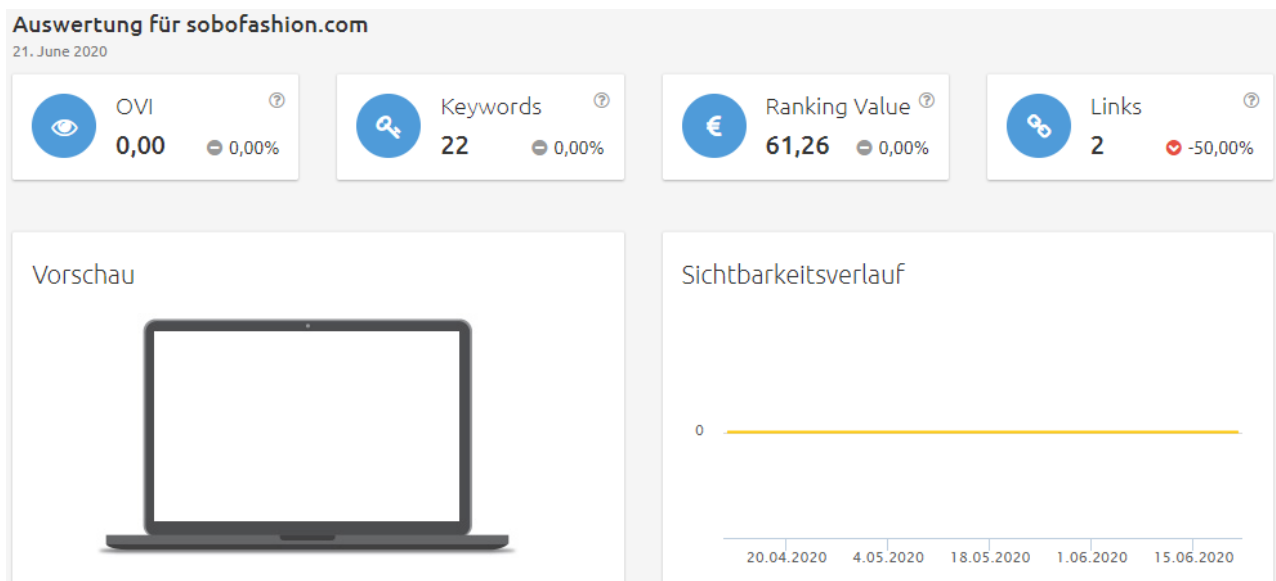 Auswertung für sobofashion.com
21. June 2020
OVI
0,00 0,00%
Keywords
22 0,00%
Ranking Value
61,26 0,00%
Links
2 -50,00%
Vorschau
Sichtbarkeitsverlauf
0
20.04.2020 4.05.2020 18.05.2020 1.06.2020 15.06.2020